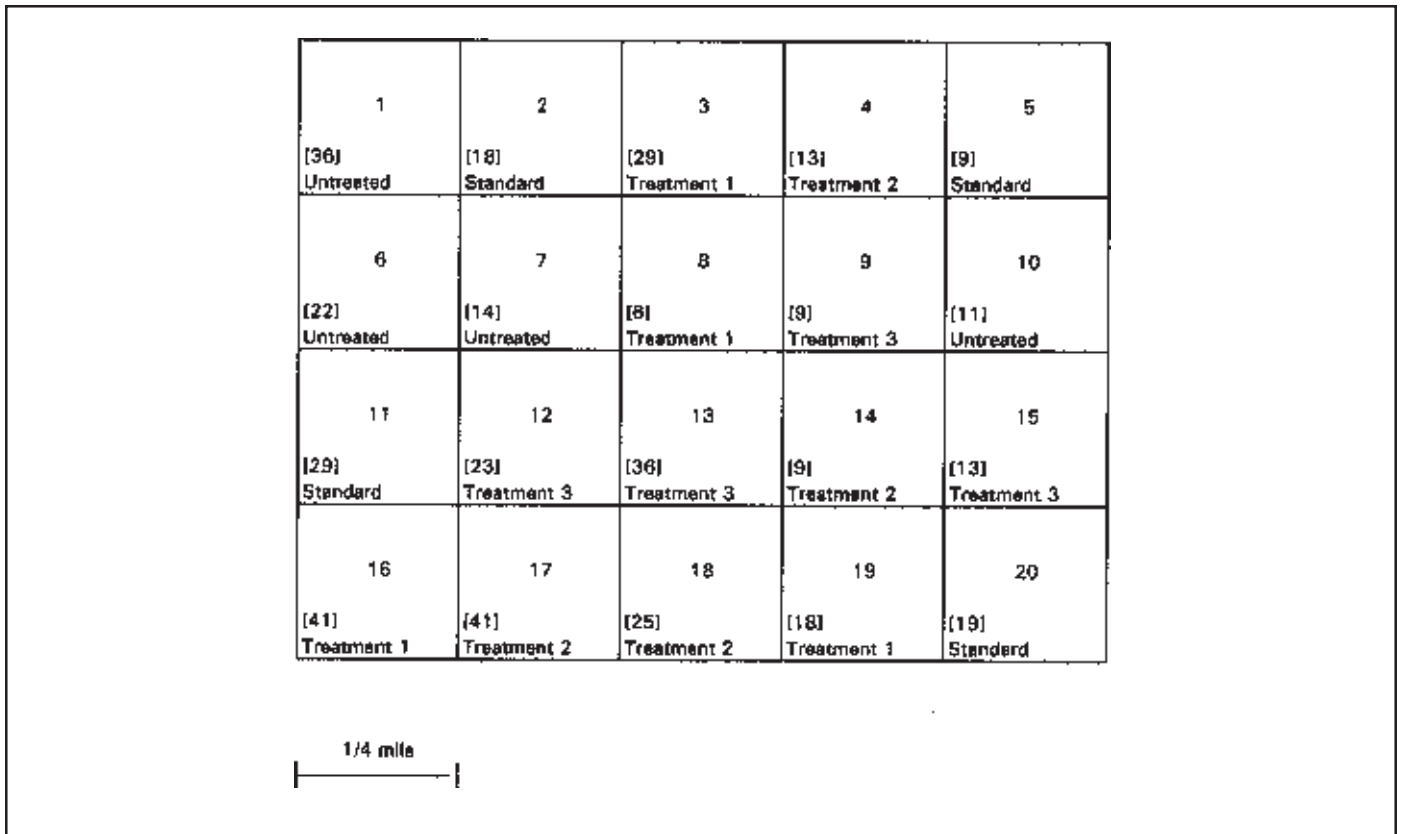 1
[36]
Untreated
2
[18]
Standard
3
[29]
Treatment 1
4
[13]
Treatment 2
5
[9]
Standard
6
[22]
Untreated
7
[14]
Untreated
8
[6]
Treatment 1
9
[9]
Treatment 3
10
[11]
Untreated
11
[29]
Standard
12
[23]
Treatment 3
13
[36]
Treatment 3
14
[9]
Treatment 2
15
[13]
Treatment 3
16
[41]
Treatment 1
17
[41]
Treatment 2
18
[25]
Treatment 2
19
[18]
Treatment 1
20
[19]
Standard
1/4 mile